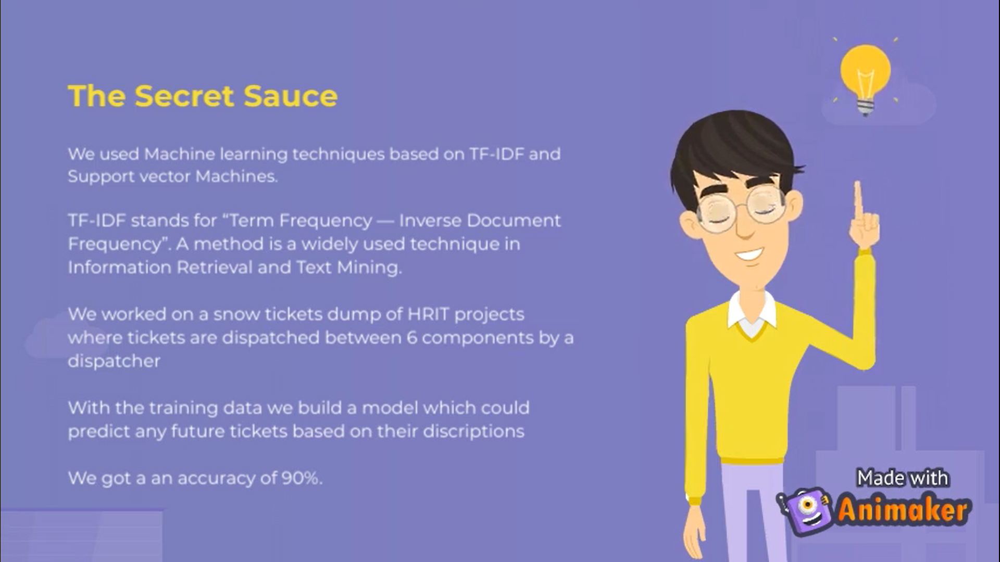 The Secret Sauce
We used Machine learning techniques based on TF-IDF and
Support vector Machines.
TF-IDF stands for “Term Frequency — Inverse Document
Frequency”. A method is a widely used technique in
Information Retrieval and Text Mining.
We worked on a snow tickets dump of HRIT projects
where tickets are dispatched between 6 components by a
dispatcher
With the training data we build a model which could
predict any future tickets based on their discriptions
We got a an accuracy of 90%.
Made with
Animaker